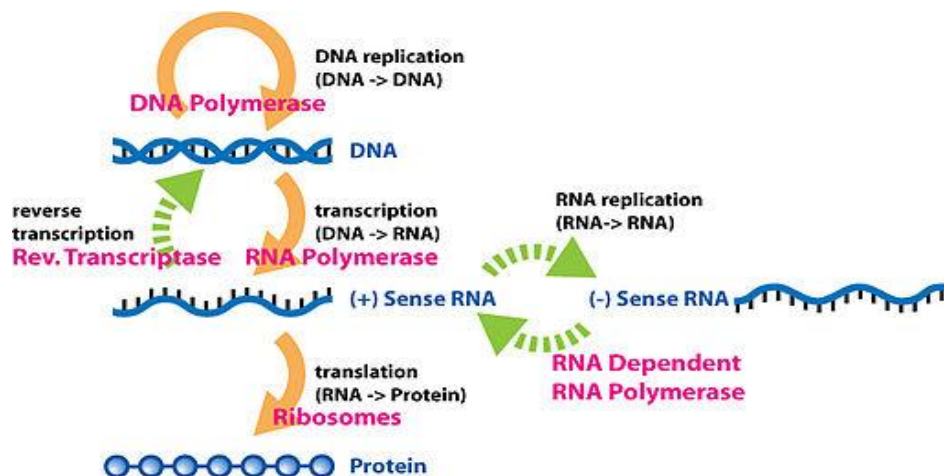 DNA replication
(DNA -> DNA)
DNA Polymerase
DNA
reverse
transcription
Rev. Transcriptase
transcription
(DNA -> RNA)
RNA Polymerase
RNA replication
(RNA-> RNA)
(+) Sense RNA
(-) Sense RNA
RNA Dependent
RNA Polymerase
translation
(RNA -> Protein)
Ribosomes
Protein